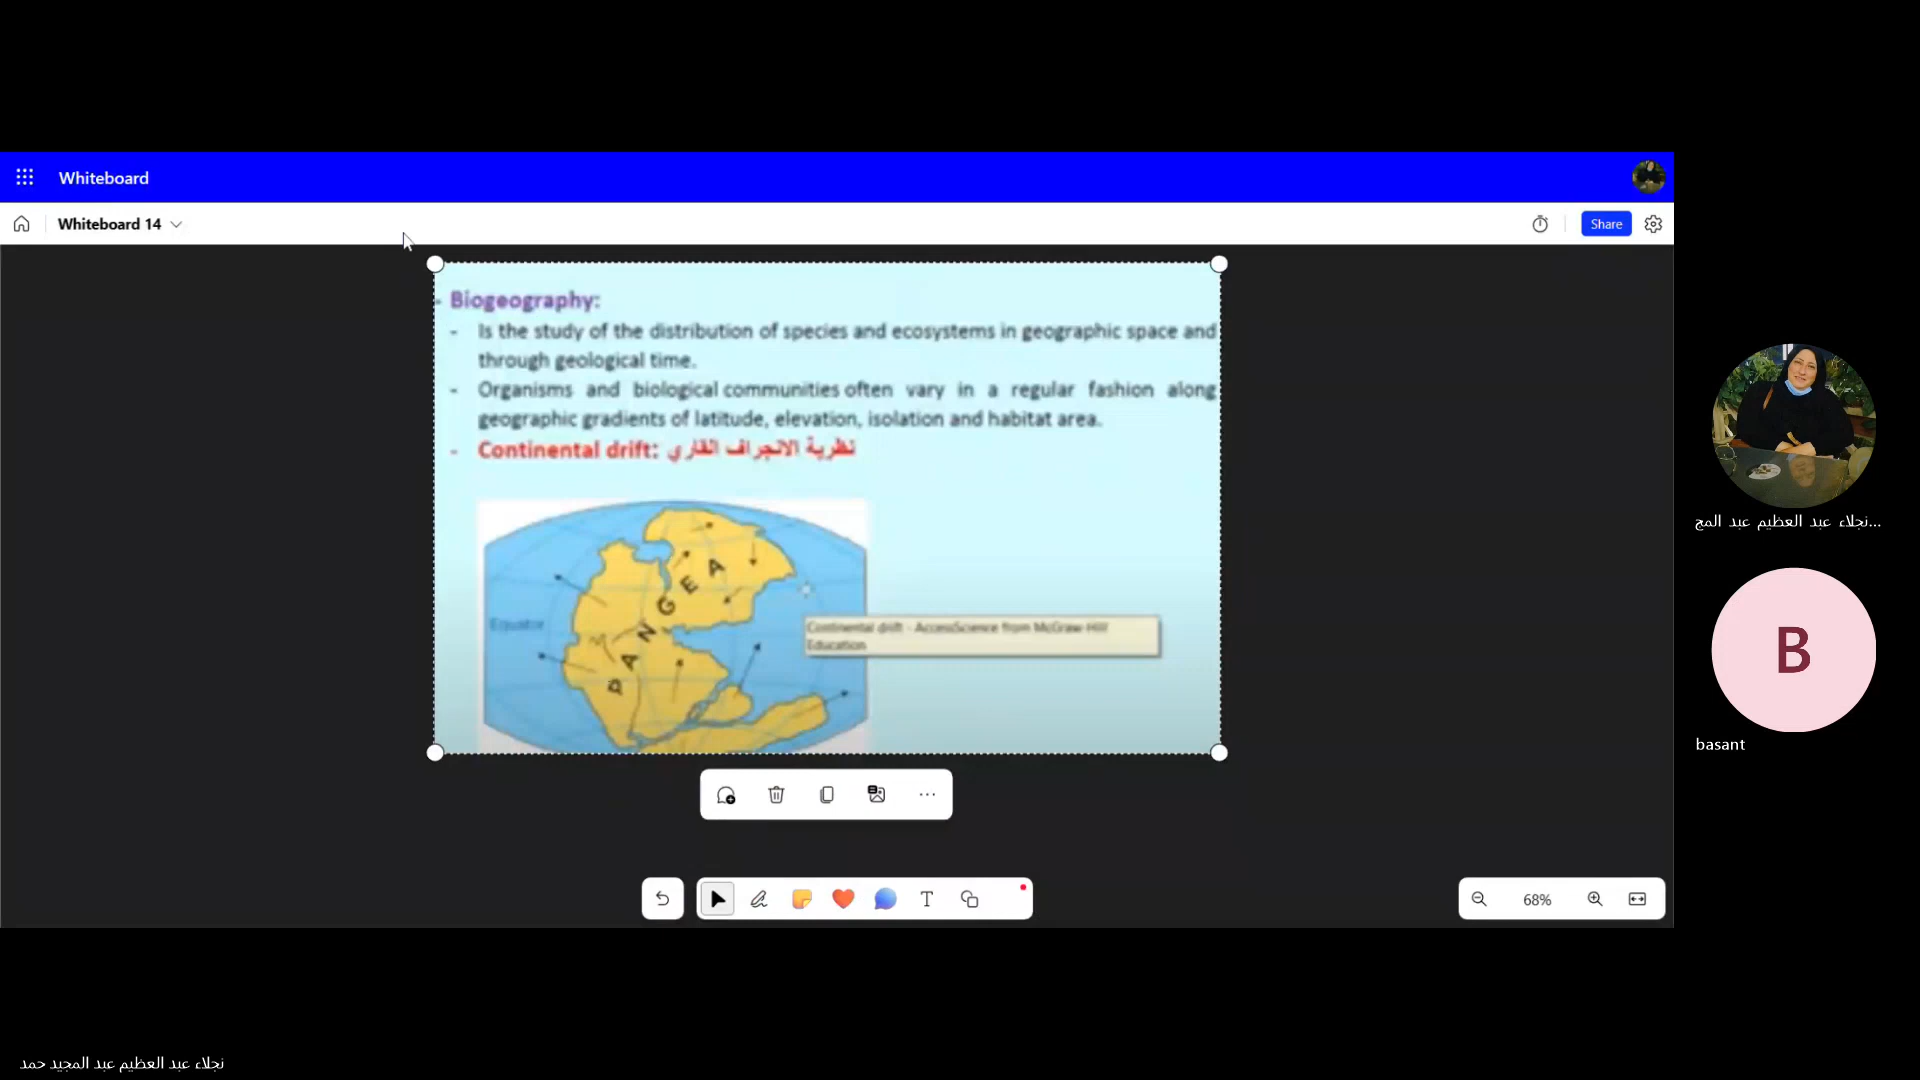 Whiteboard
Whiteboard 14
Share
- Biogeography:
- Is the study of the distribution of species and ecosystems in geographic space and
through geological time.
- Organisms and biological communities often vary in a regular fashion along
geographic gradients of latitude, elevation, isolation and habitat area.
- Continental drift: نظرية الانجراف القاري
PANGEA
Equator
Continental drift - AccessScience from McGraw-Hill
Education
نجلاء عبد العظيم عبد المج...
B
basant
T
68%
نجلاء عبد العظيم عبد المجيد حمد